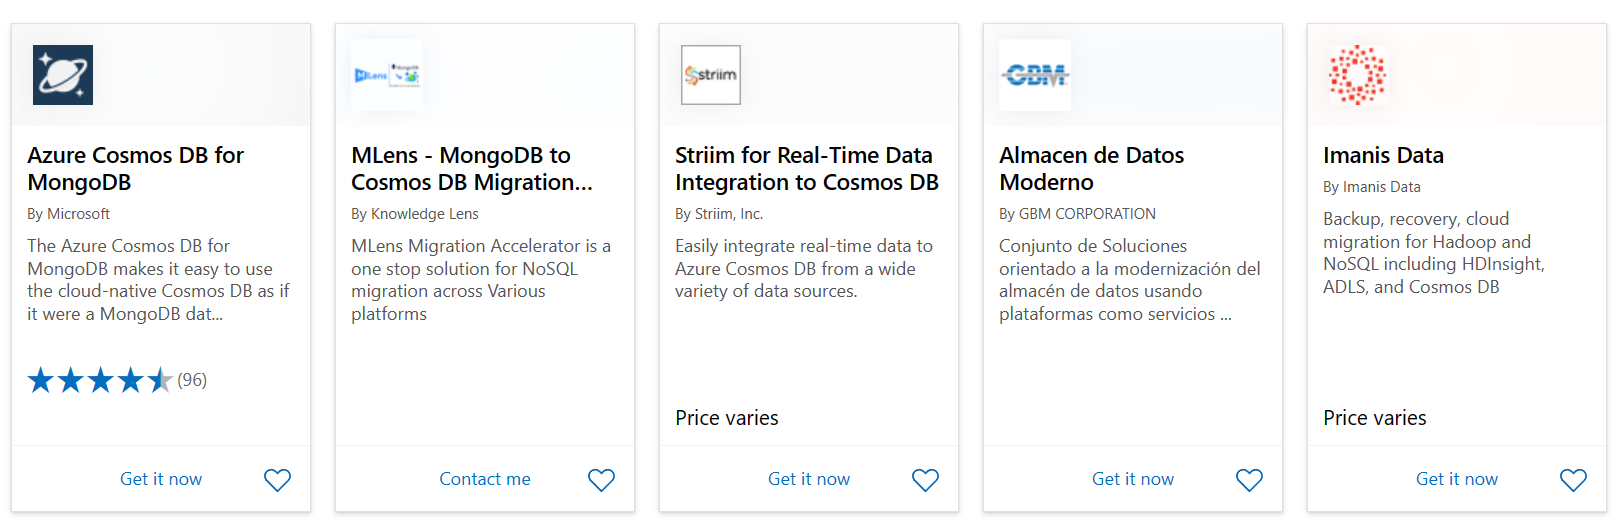 MLens
MongoDB
striim
GBM
Azure Cosmos DB for
MongoDB
By Microsoft
The Azure Cosmos DB for
MongoDB makes it easy to use
the cloud-native Cosmos DB as if
it were a MongoDB dat...
(96)
Get it now
MLens - MongoDB to
Cosmos DB Migration...
By Knowledge Lens
MLens Migration Accelerator is a
one stop solution for NoSQL
migration across Various
platforms
Contact me
Striim for Real-Time Data
Integration to Cosmos DB
By Striim, Inc.
Easily integrate real-time data to
Azure Cosmos DB from a wide
variety of data sources.
Price varies
Get it now
Almacen de Datos
Moderno
By GBM CORPORATION
Conjunto de Soluciones
orientado a la modernización del
almacén de datos usando
plataformas como servicios ...
Get it now
Imanis Data
By Imanis Data
Backup, recovery, cloud
migration for Hadoop and
NoSQL including HDInsight,
ADLS, and Cosmos DB
Price varies
Get it now